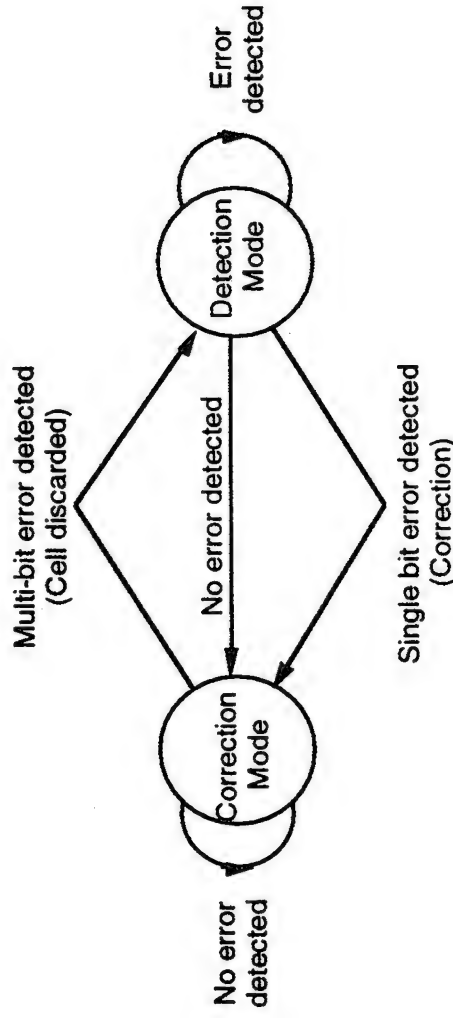 Multi-bit error detected
(Cell discarded)
No error
detected
Correction
Mode
No error detected
Detection
Mode
Error
detected
Single bit error detected
(Correction)